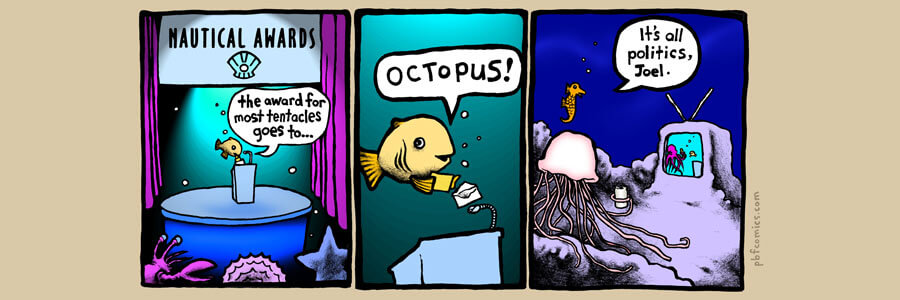 NAUTICAL AWARDS
the award for
most tentacles
goes to...
OCTOPUS!
It's all
politics,
Joel.
pbfcomics.com